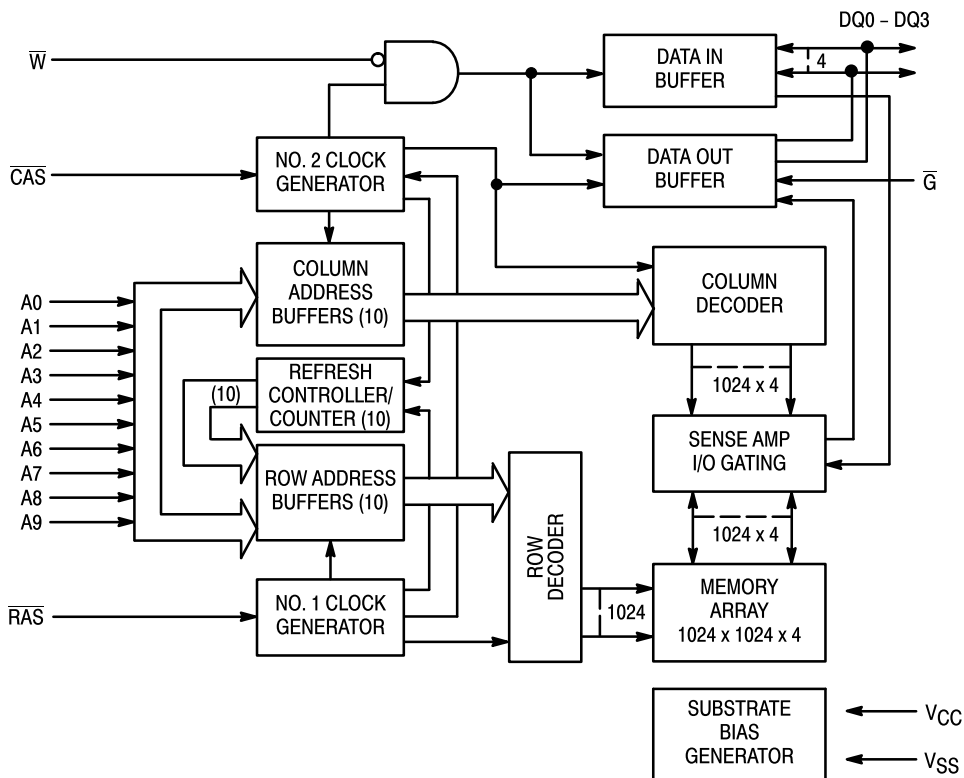 DQ0 – DQ3
W̅
DATA IN
BUFFER
4
C̅A̅S̅
NO. 2 CLOCK
GENERATOR
DATA OUT
BUFFER
G̅
COLUMN
ADDRESS
BUFFERS (10)
COLUMN
DECODER
A0
A1
A2
A3
A4
A5
A6
A7
A8
A9
(10)
REFRESH
CONTROLLER/
COUNTER (10)
1024 x 4
SENSE AMP
I/O GATING
ROW ADDRESS
BUFFERS (10)
ROW
DECODER
1024 x 4
R̅A̅S̅
NO. 1 CLOCK
GENERATOR
1024
MEMORY
ARRAY
1024 x 1024 x 4
SUBSTRATE
BIAS
GENERATOR
VCC
VSS